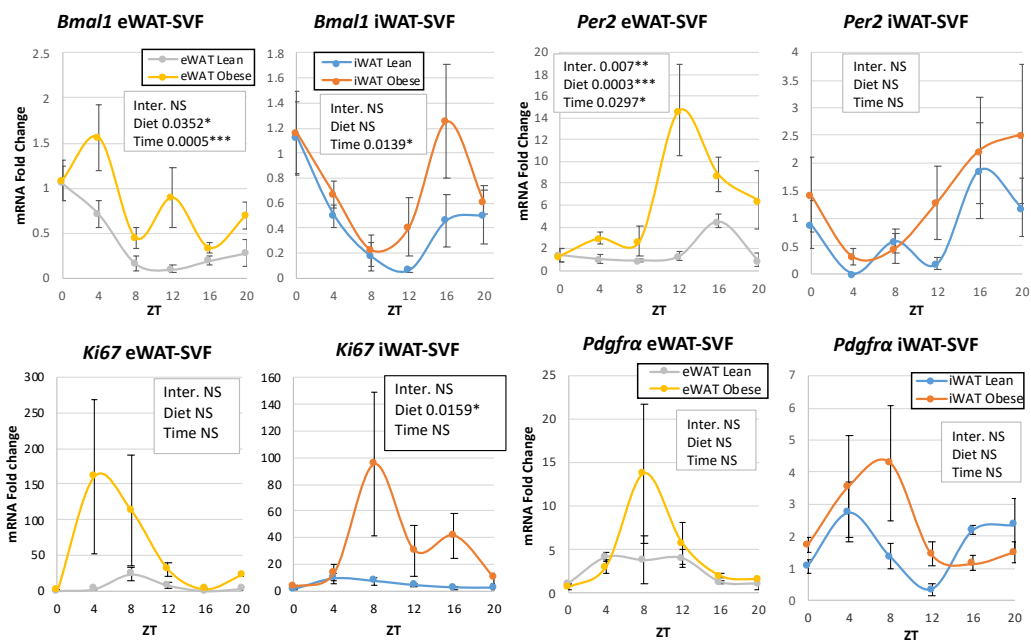 Bmal1 eWAT-SVF
mRNA Fold Change
2.5
2
1.5
1
0.5
0
0 4 8 12 16 20
ZT
eWAT Lean
eWAT Obese
Inter. NS
Diet 0.0352*
Time 0.0005***
Bmal1 iWAT-SVF
1.8
1.6
1.4
1.2
1
0.8
0.6
0.4
0.2
0
0 4 8 12 16 20
ZT
iWAT Lean
iWAT Obese
Inter. NS
Diet NS
Time 0.0139*
Per2 eWAT-SVF
mRNA Fold Change
20
18
16
14
12
10
8
6
4
2
0
0 4 8 12 16 20
ZT
Inter. 0.007**
Diet 0.0003***
Time 0.0297*
Per2 iWAT-SVF
4
3.5
3
2.5
2
1.5
1
0.5
0
0 4 8 12 16 20
ZT
Inter. NS
Diet NS
Time NS
Ki67 eWAT-SVF
mRNA Fold change
300
250
200
150
100
50
0
0 4 8 12 16 20
ZT
Inter. NS
Diet NS
Time NS
Ki67 iWAT-SVF
160
140
120
100
80
60
40
20
0
0 4 8 12 16 20
ZT
Inter. NS
Diet 0.0159*
Time NS
Pdgfrα eWAT-SVF
mRNA Fold Change
25
20
15
10
5
0
0 4 8 12 16 20
ZT
eWAT Lean
eWAT Obese
Inter. NS
Diet NS
Time NS
Pdgfrα iWAT-SVF
7
6
5
4
3
2
1
0
0 4 8 12 16 20
ZT
iWAT Lean
iWAT Obese
Inter. NS
Diet NS
Time NS